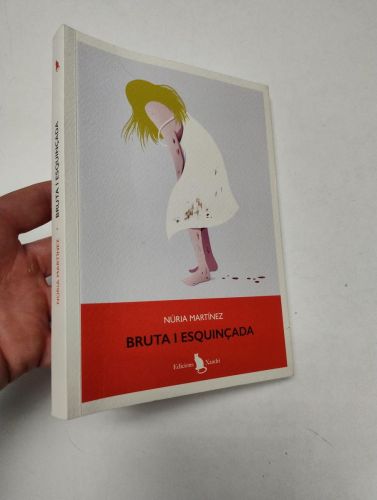 NÚRIA MARTÍNEZ • BRUTA I ESQUINÇADA
NÚRIA MARTÍNEZ
BRUTA I ESQUINÇADA
Edicions Xandri